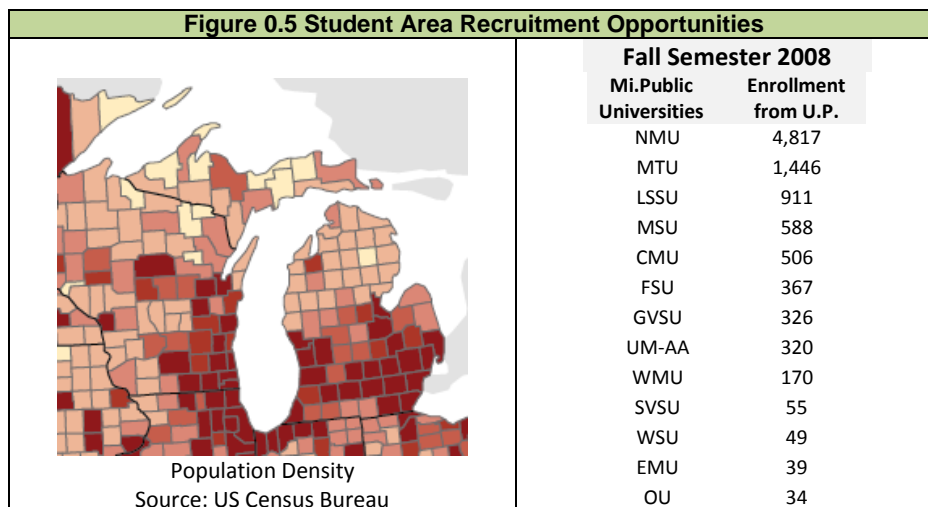 Figure 0.5 Student Area Recruitment Opportunities
Population Density
Source: US Census Bureau
Fall Semester 2008
Mi.Public Enrollment
Universities from U.P.
NMU 4,817
MTU 1,446
LSSU 911
MSU 588
CMU 506
FSU 367
GVSU 326
UM-AA 320
WMU 170
SVSU 55
WSU 49
EMU 39
OU 34